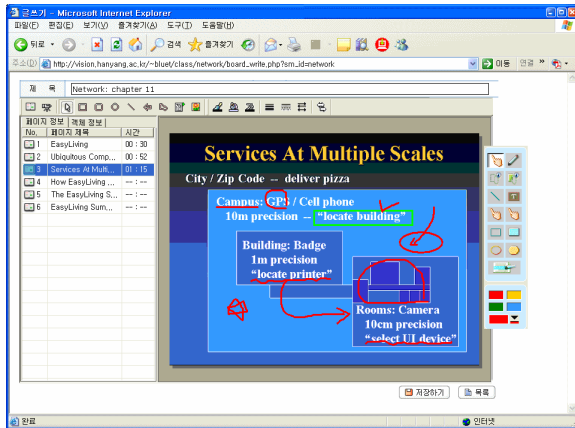 글쓰기 - Microsoft Internet Explorer
파일(F) 편집(E) 보기(V) 즐겨찾기(A) 도구(T) 도움말(H)
뒤로 검색 즐겨찾기
주소(D) http://vision.hanyang.ac.kr/~bluet/class/network/board_write.php?sm_id=network 이동 연결 »
제 목 Network: chapter 11
페이지 정보 객체 정보
No. 페이지 제목 시간
1 EasyLiving 00 : 30
2 Ubiquitous Comp... 00 : 52
3 Services At Multi... 01 : 15
4 How EasyLiving ... -- : --
5 The EasyLiving S... -- : --
6 EasyLiving Sum... -- : --
Services At Multiple Scales
City / Zip Code -- deliver pizza
Campus: GPS / Cell phone
10m precision -- “locate building”
Building: Badge
1m precision
“locate printer”
Rooms: Camera
10cm precision
“select UI device”
T
저장하기 목록
완료 인터넷